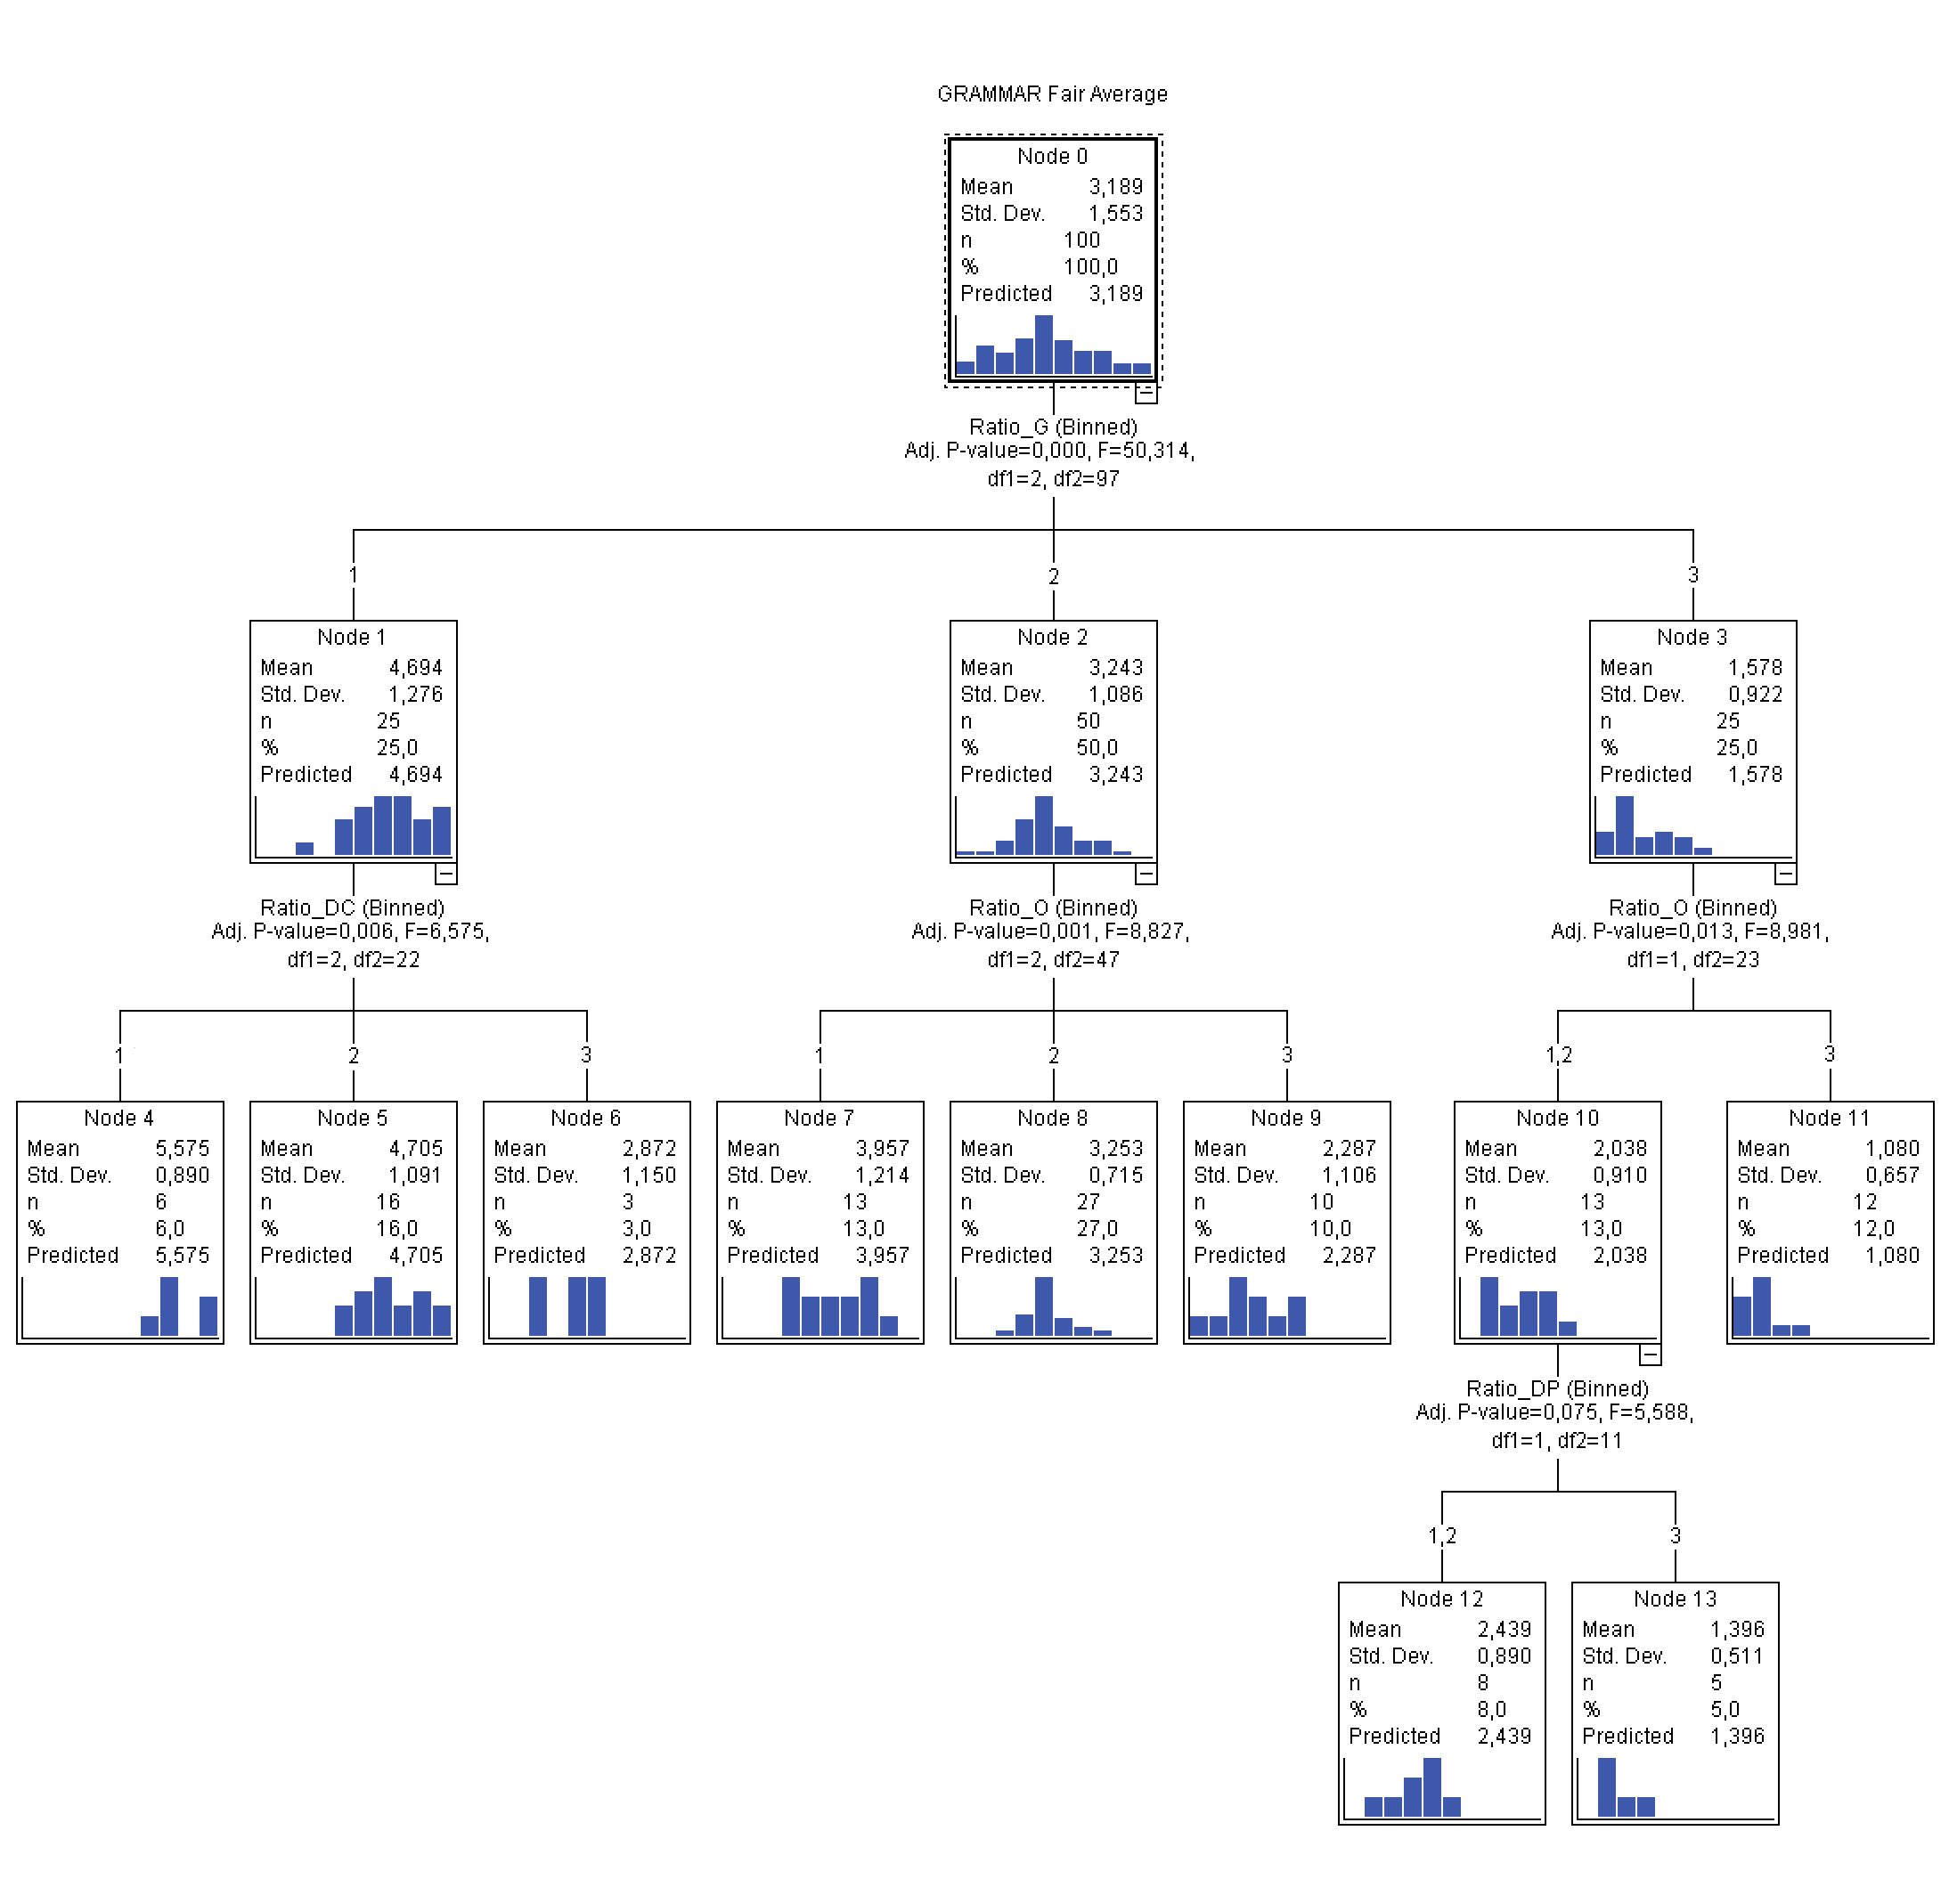 GRAMMAR Fair Average
Node 0
Mean 3,189
Std. Dev. 1,553
n 100
% 100,0
Predicted 3,189
Ratio_G (Binned)
Adj. P-value=0,000, F=50,314,
df1=2, df2=97
1
2
3
Node 1
Mean 4,694
Std. Dev. 1,276
n 25
% 25,0
Predicted 4,694
Ratio_DC (Binned)
Adj. P-value=0,006, F=6,575,
df1=2, df2=22
Node 2
Mean 3,243
Std. Dev. 1,086
n 50
% 50,0
Predicted 3,243
Ratio_O (Binned)
Adj. P-value=0,001, F=8,827,
df1=2, df2=47
Node 3
Mean 1,578
Std. Dev. 0,922
n 25
% 25,0
Predicted 1,578
Ratio_O (Binned)
Adj. P-value=0,013, F=8,981,
df1=1, df2=23
1
2
3
1
2
3
1,2
3
Node 4
Mean 5,575
Std. Dev. 0,890
n 6
% 6,0
Predicted 5,575
Node 5
Mean 4,705
Std. Dev. 1,091
n 16
% 16,0
Predicted 4,705
Node 6
Mean 2,872
Std. Dev. 1,150
n 3
% 3,0
Predicted 2,872
Node 7
Mean 3,957
Std. Dev. 1,214
n 13
% 13,0
Predicted 3,957
Node 8
Mean 3,253
Std. Dev. 0,715
n 27
% 27,0
Predicted 3,253
Node 9
Mean 2,287
Std. Dev. 1,106
n 10
% 10,0
Predicted 2,287
Node 10
Mean 2,038
Std. Dev. 0,910
n 13
% 13,0
Predicted 2,038
Node 11
Mean 1,080
Std. Dev. 0,657
n 12
% 12,0
Predicted 1,080
Ratio_DP (Binned)
Adj. P-value=0,075, F=5,588,
df1=1, df2=11
1,2
3
Node 12
Mean 2,439
Std. Dev. 0,890
n 8
% 8,0
Predicted 2,439
Node 13
Mean 1,396
Std. Dev. 0,511
n 5
% 5,0
Predicted 1,396